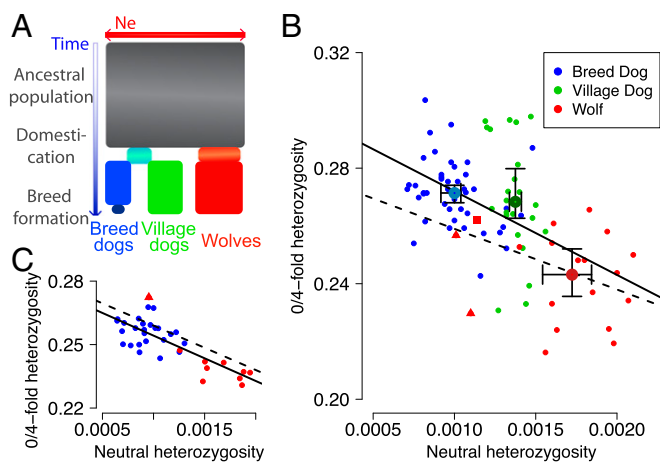 A
Ne
Time
Ancestral
population
Domesti-
cation
Breed
formation
Breed
dogs
Village
dogs
Wolves
B
0/4−fold heterozygosity
0.32
0.28
0.24
0.20
0.0005
0.0010
0.0015
0.0020
Neutral heterozygosity
Breed Dog
Village Dog
Wolf
C
0/4−fold heterozygosity
0.28
0.25
0.22
0.0005
0.0015
Neutral heterozygosity